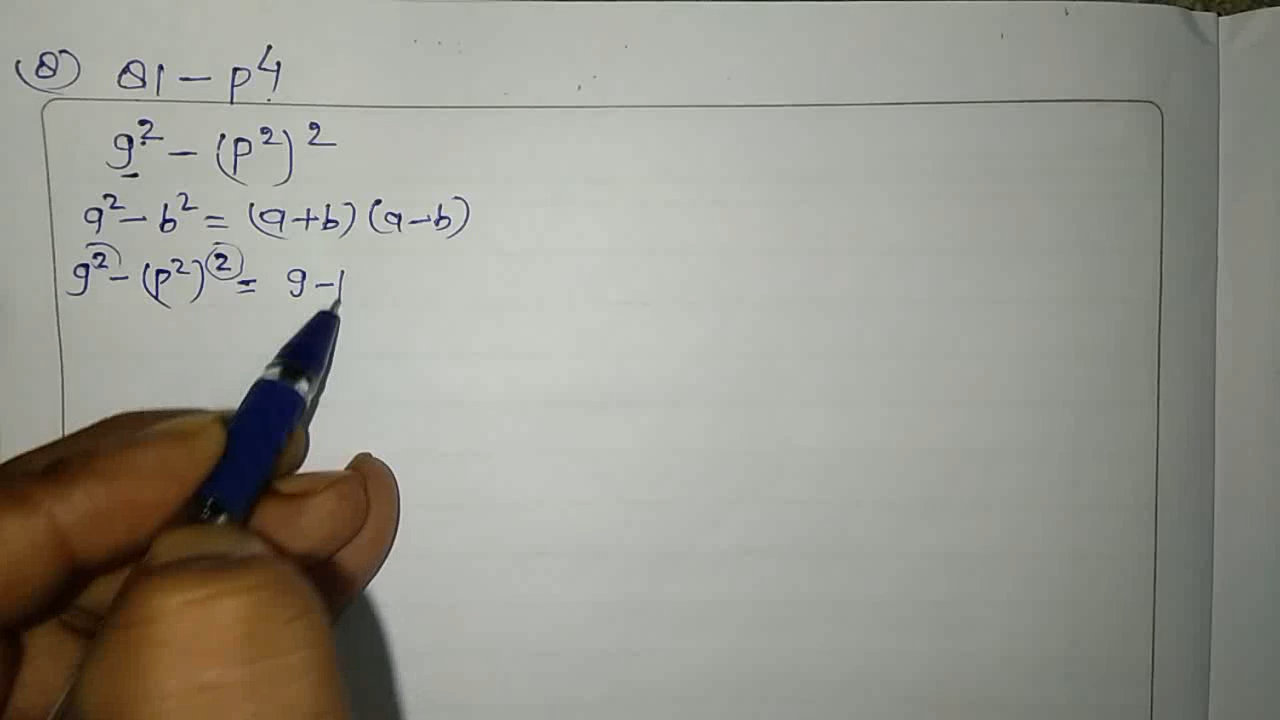 (8) 81 - p⁴
9² - (p²)²
a² - b² = (a+b) (a-b)
9² - (p²)² = 9 -